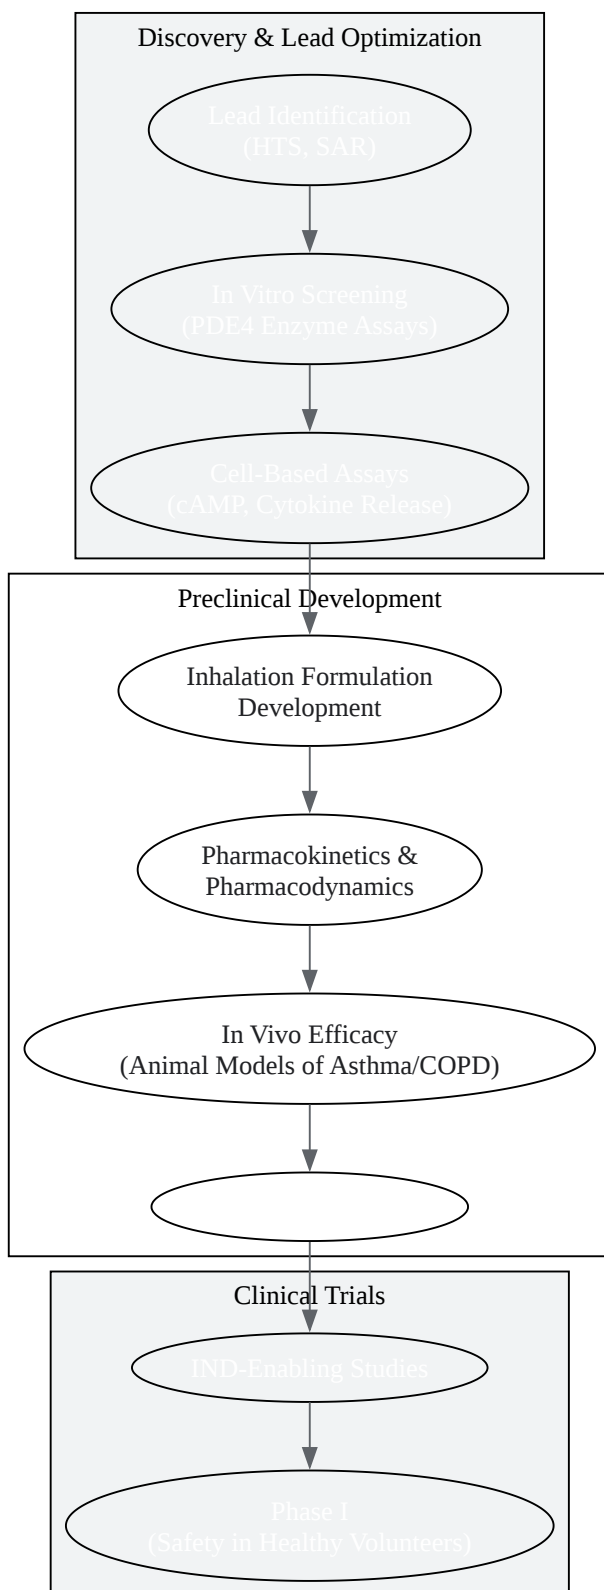 Discovery & Lead Optimization
Lead Identification
(HTS, SAR)
In Vitro Screening
(PDE4 Enzyme Assays)
Cell-Based Assays
(cAMP, Cytokine Release)
Preclinical Development
Inhalation Formulation
Development
Pharmacokinetics &
Pharmacodynamics
In Vivo Efficacy
(Animal Models of Asthma/COPD)
Clinical Trials
IND-Enabling Studies
Phase I
(Safety in Healthy Volunteers)